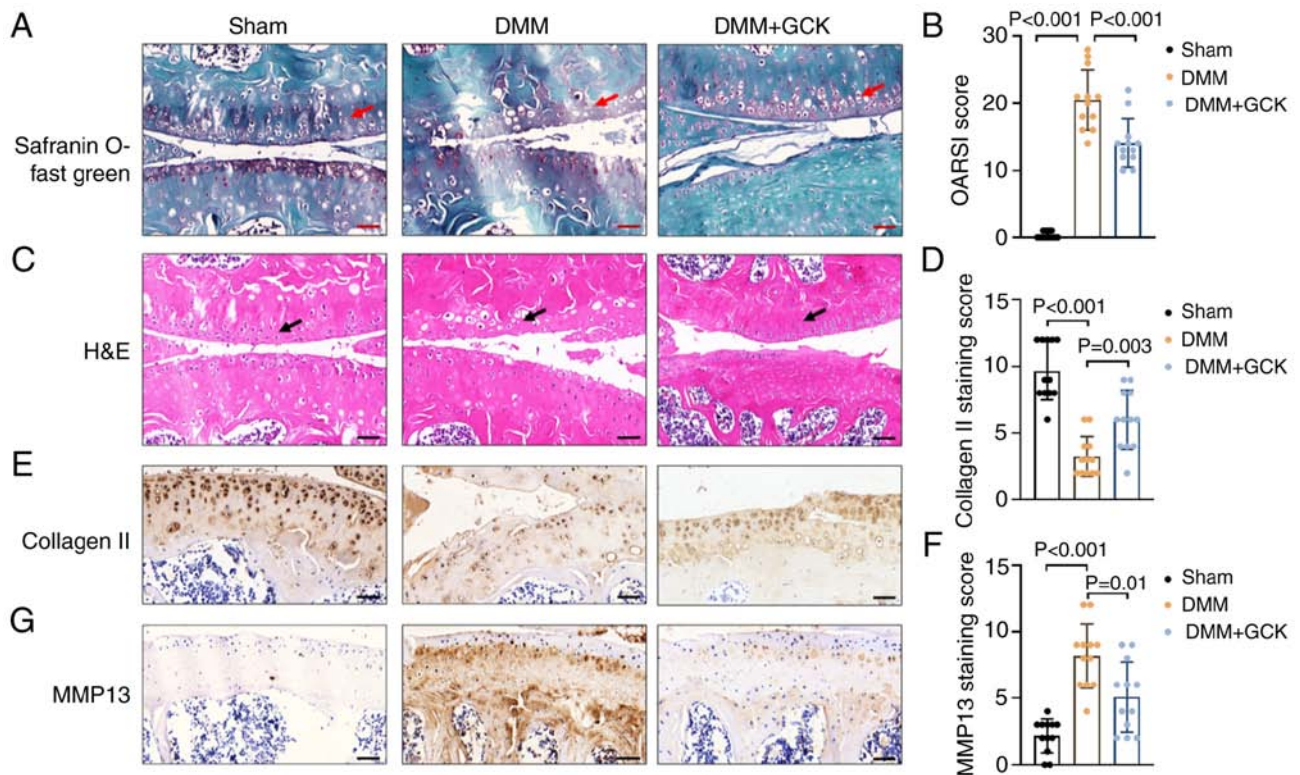 A
Sham
DMM
DMM+GCK
Safranin O-
fast green
B
P<0.001 P<0.001
OARSI score
30
20
10
0
Sham
DMM
DMM+GCK
C
H&E
D
Collagen II staining score
15
10
5
0
P<0.001
P=0.003
Sham
DMM
DMM+GCK
E
Collagen II
F
MMP13 staining score
15
10
5
0
P<0.001
P=0.01
Sham
DMM
DMM+GCK
G
MMP13